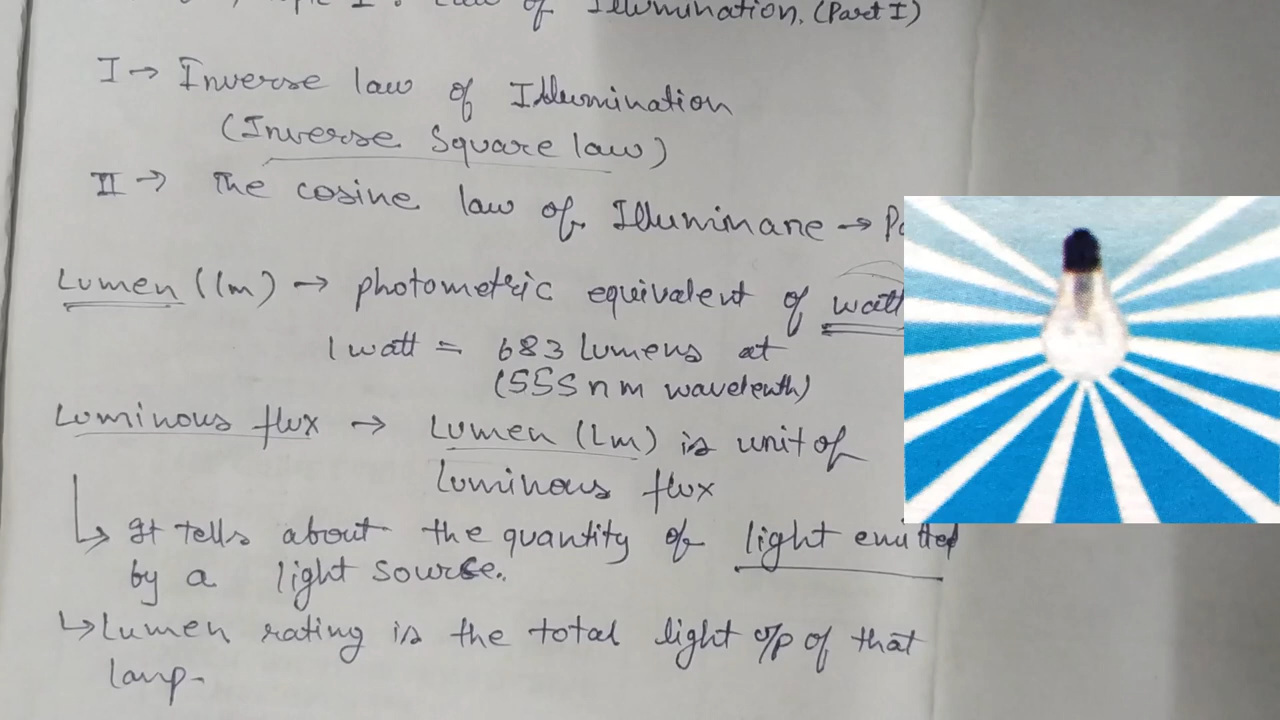 of Illumination. (Part I)
I → Inverse law of Illumination
(Inverse Square law)
II → The cosine law of Illuminane →
Lumen (lm) → photometric equivalent of watt
1 watt = 683 lumens at
(555 nm wavelenth)
Luminous flux → Lumen (Lm) is unit of
luminous flux
↳ It tells about the quantity of light emitted
by a light source.
↳ Lumen rating is the total light o/p of that
lamp.